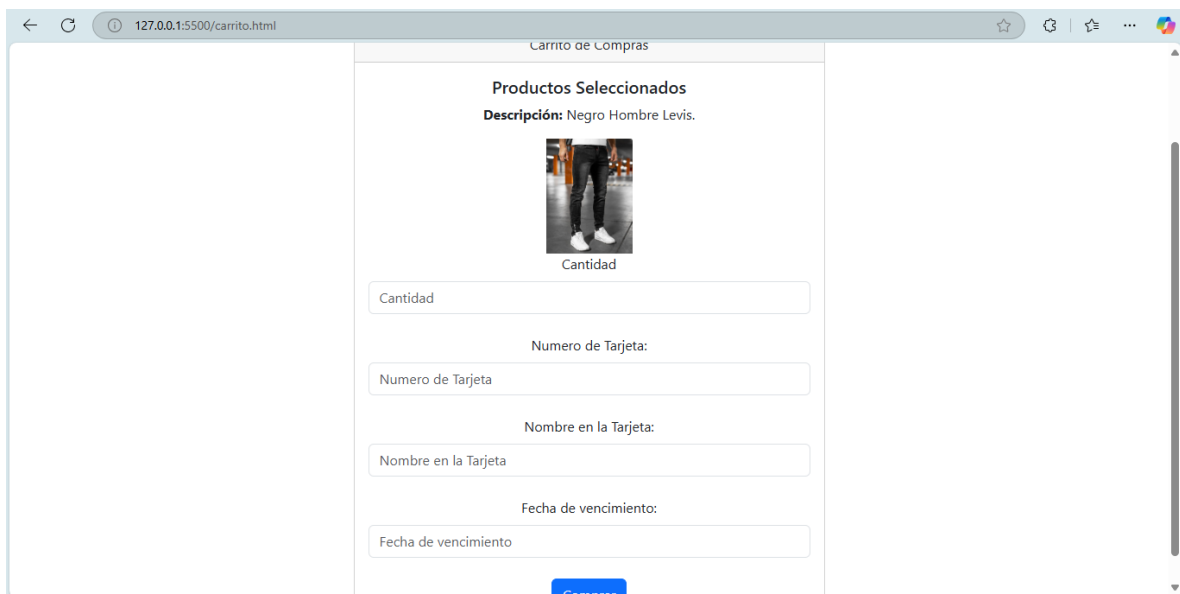 127.0.0.1:5500/carrito.html
Carrito de Compras
Productos Seleccionados
Descripción: Negro Hombre Levis.
Cantidad
Cantidad
Numero de Tarjeta:
Numero de Tarjeta
Nombre en la Tarjeta:
Nombre en la Tarjeta
Fecha de vencimiento:
Fecha de vencimiento